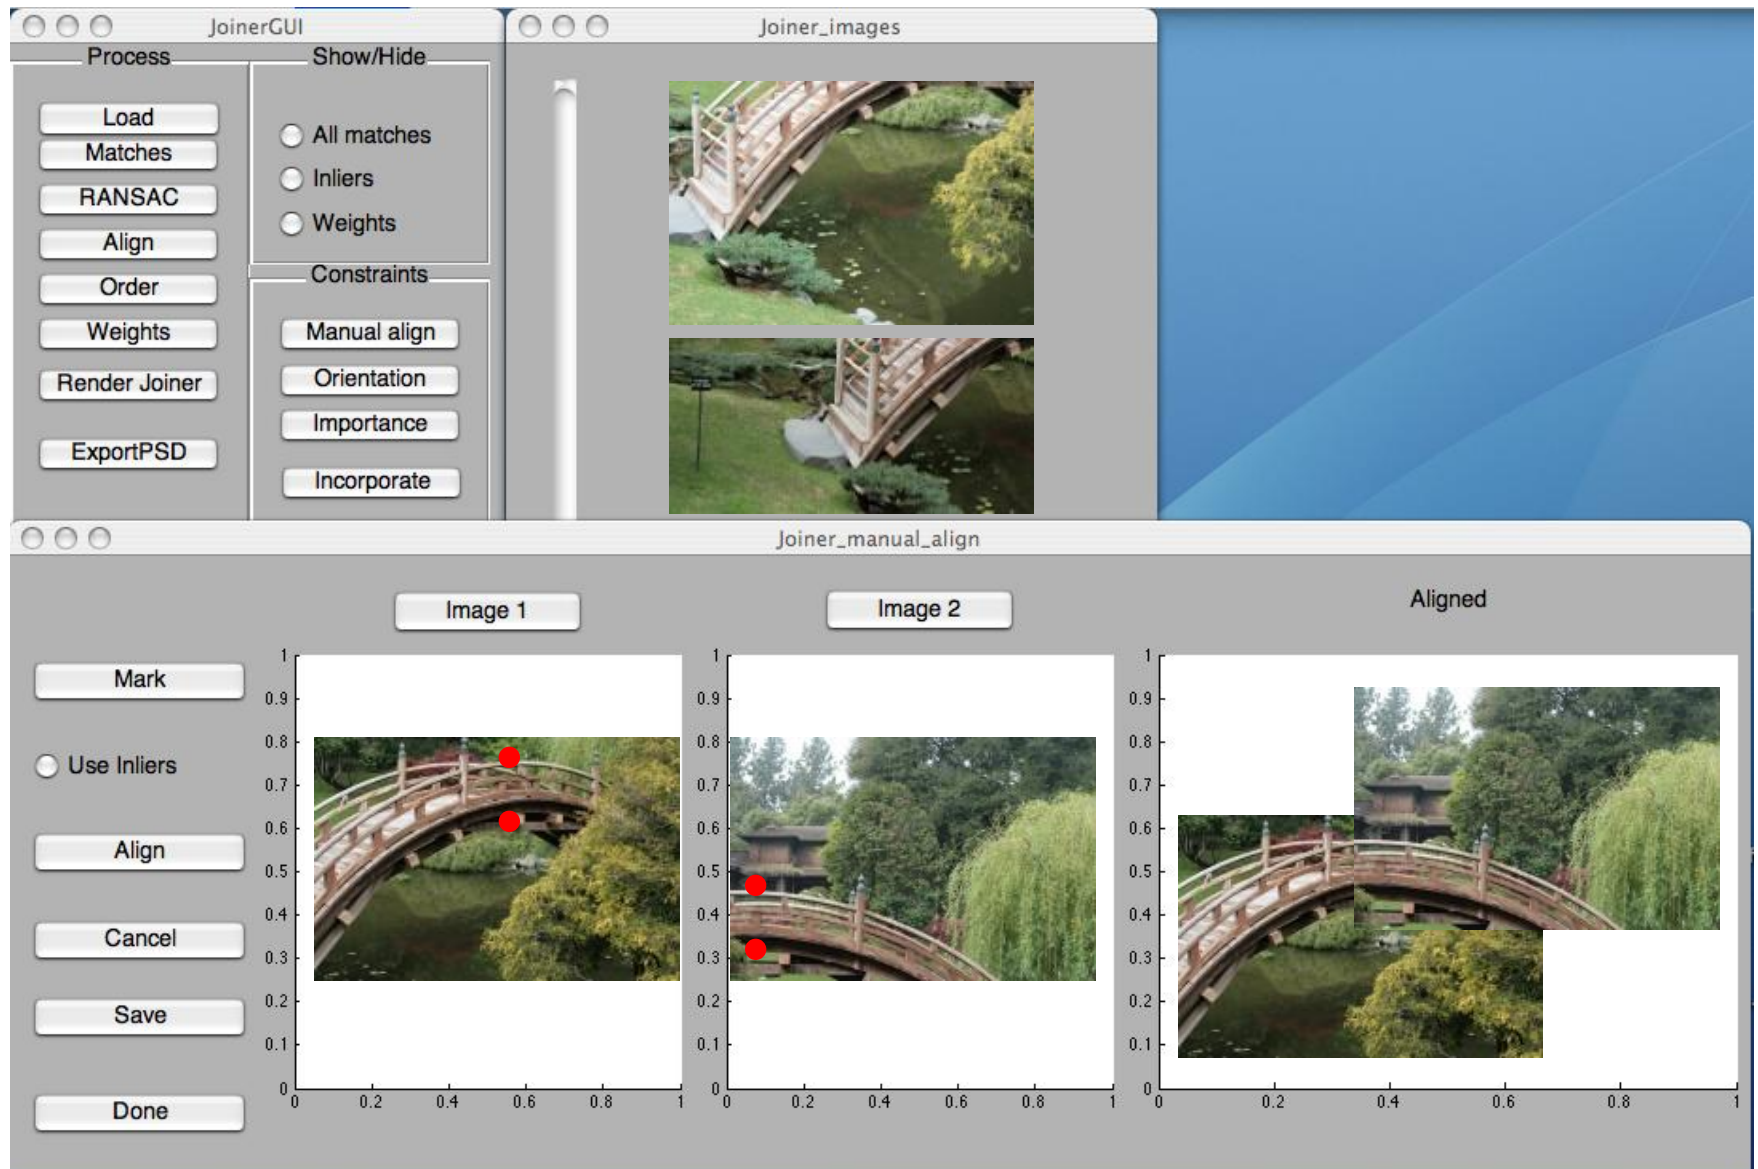 JoinerGUI
Process
Load
Matches
RANSAC
Align
Order
Weights
Render Joiner
ExportPSD
Show/Hide
All matches
Inliers
Weights
Constraints
Manual align
Orientation
Importance
Incorporate
Joiner_images
Joiner_manual_align
Mark
Use Inliers
Align
Cancel
Save
Done
Image 1
1
0.9
0.8
0.7
0.6
0.5
0.4
0.3
0.2
0.1
0
0 0.2 0.4 0.6 0.8 1
Image 2
1
0.9
0.8
0.7
0.6
0.5
0.4
0.3
0.2
0.1
0
0 0.2 0.4 0.6 0.8 1
Aligned
1
0.9
0.8
0.7
0.6
0.5
0.4
0.3
0.2
0.1
0
0 0.2 0.4 0.6 0.8 1